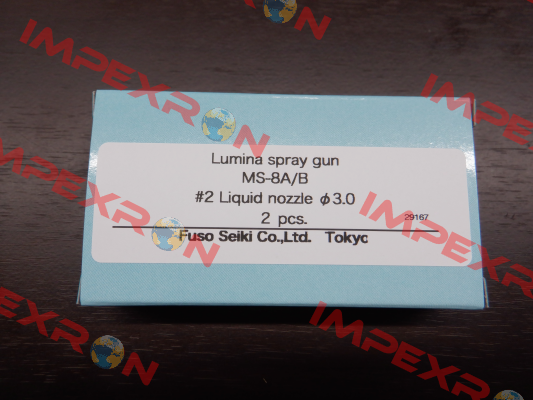 IMPEXRON
IMPEXRON
Lumina spray gun
MS-8A/B
#2 Liquid nozzle φ3.0
2 pcs.
29167
Fuso Seiki Co.,Ltd. Tokyo
IMPEXRON
IMPEXRON
IMPEXRON